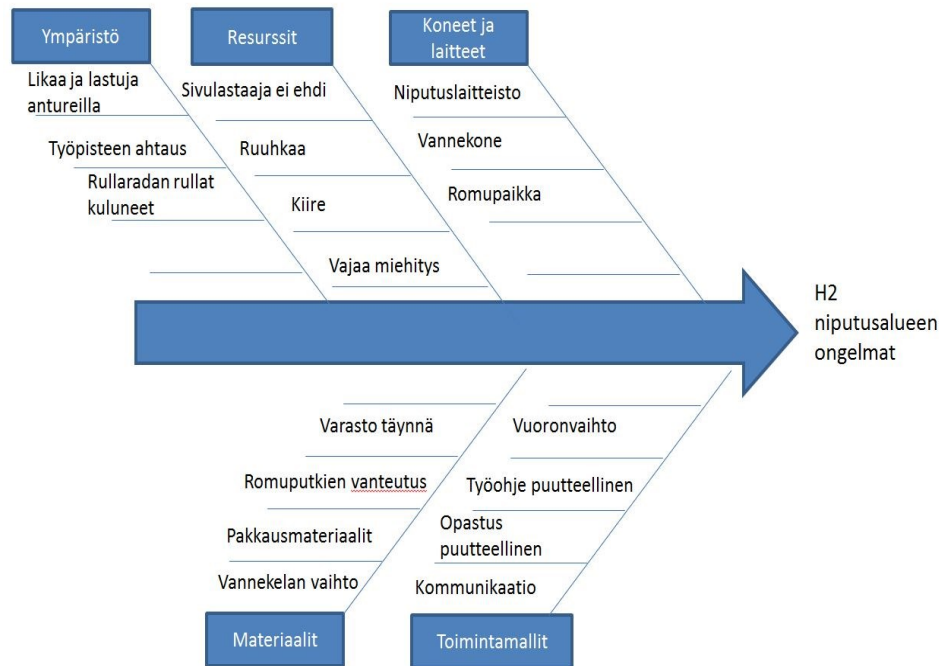 Ympäristö
Likaa ja lastuja
antureilla
Työpisteen ahtaus
Rullaradan rullat
kuluneet
Resurssit
Sivulastaaja ei ehdi
Ruuhkaa
Kiire
Vajaa miehitys
Koneet ja
laitteet
Niputuslaitteisto
Vannekone
Romupaikka
H2
niputusalueen
ongelmat
Varasto täynnä
Romuputkien vanteutus
Pakkausmateriaalit
Vannekelan vaihto
Materiaalit
Vuoronvaihto
Työohje puutteellinen
Opastus
puutteellinen
Kommunikaatio
Toimintamallit